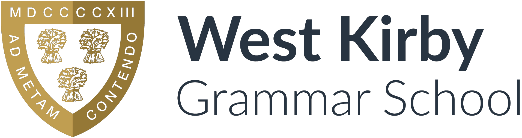 MDCCCCXIII
AD METAM
CONTENDO
West Kirby
Grammar School